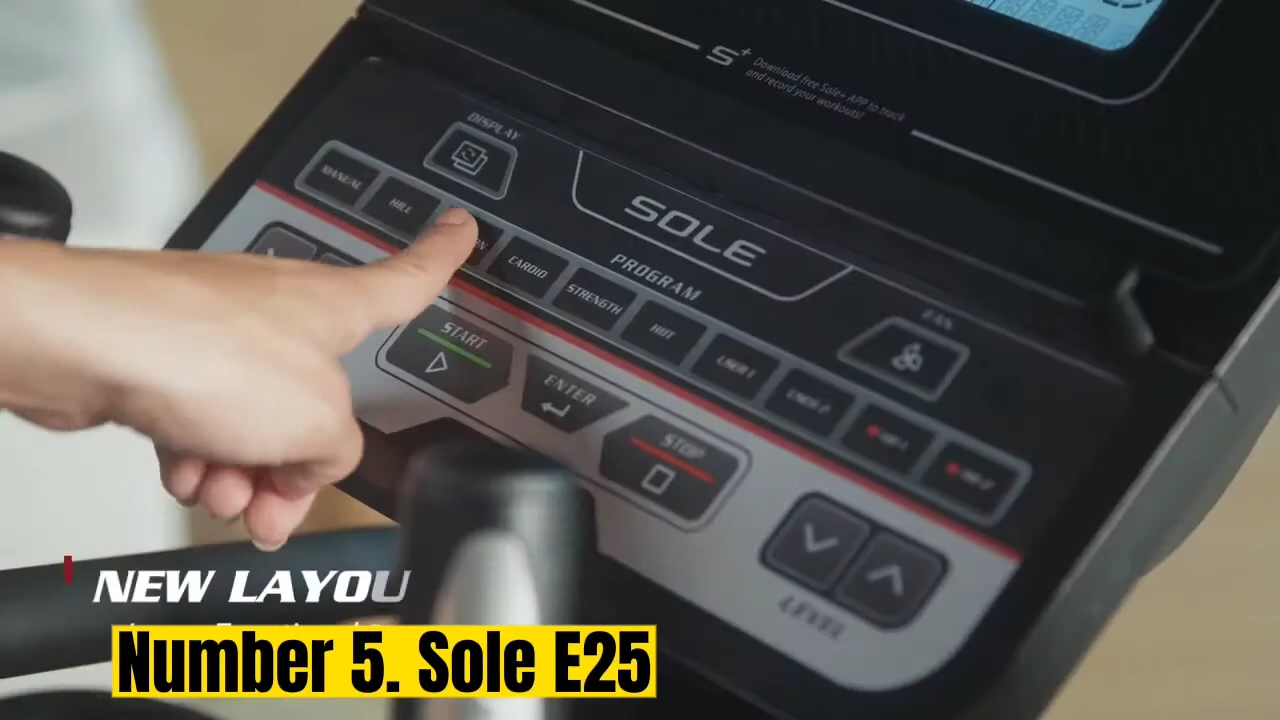 S+
Download free Sole+ APP to track
and record your workouts!
DISPLAY
MANUAL
HILL
CARDIO
STRENGTH
HIIT
USER 1
USER 2
SOLE
PROGRAM
FAN
START
ENTER
STOP
LEVEL
NEW LAYOU
Number 5. Sole E25